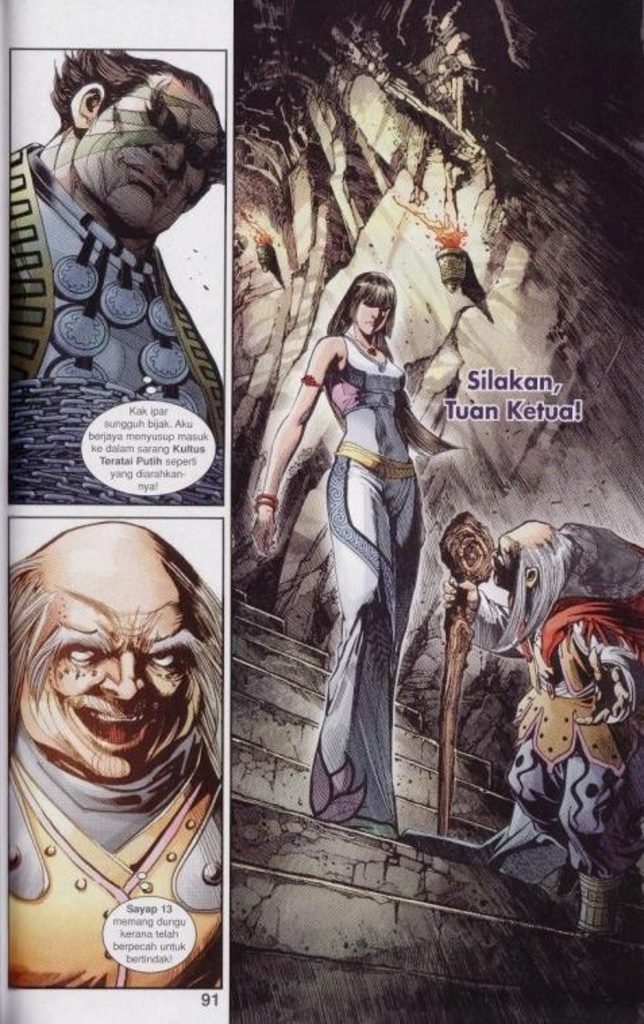 Kak ipar
sungguh bijak. Aku
berjaya menyusup masuk
ke dalam sarang Kultus
Teratai Putih seperti
yang diarahkan-
nya!
Silakan,
Tuan Ketua!
Sayap 13
memang dungu
kerana telah
berpecah untuk
bertindak!
91